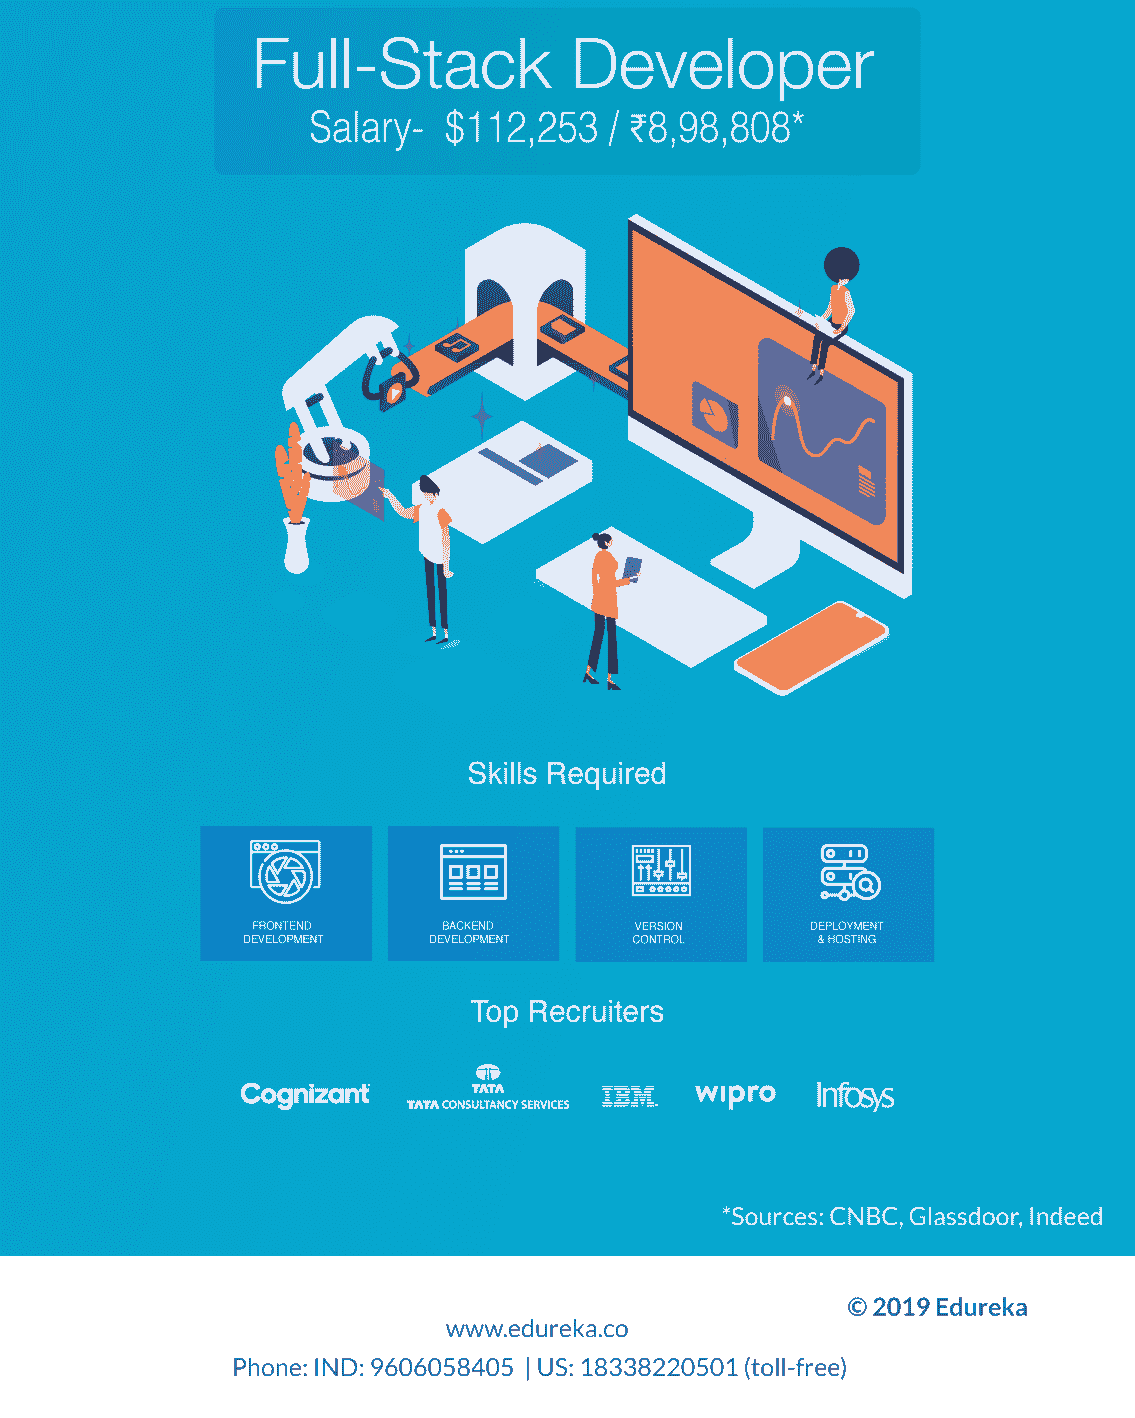 Full-Stack Developer
Salary- $112,253 / ₹8,98,808*
Skills Required
FRONTEND
DEVELOPMENT
BACKEND
DEVELOPMENT
VERSION
CONTROL
DEPLOYMENT
& HOSTING
Top Recruiters
Cognizant
TATA
TATA CONSULTANCY SERVICES
IBM
wipro
Infosys
*Sources: CNBC, Glassdoor, Indeed
© 2019 Edureka
www.edureka.co
Phone: IND: 9606058405 | US: 18338220501 (toll-free)